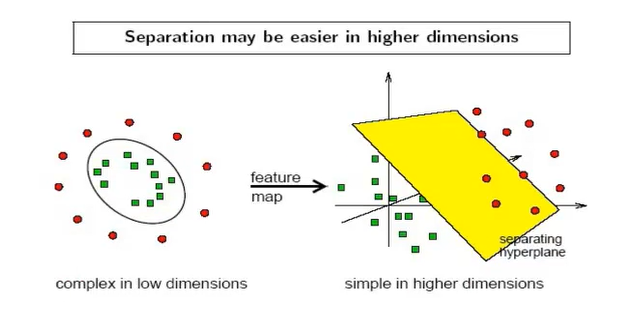 Separation may be easier in higher dimensions
feature
map
separating
hyperplane
complex in low dimensions
simple in higher dimensions